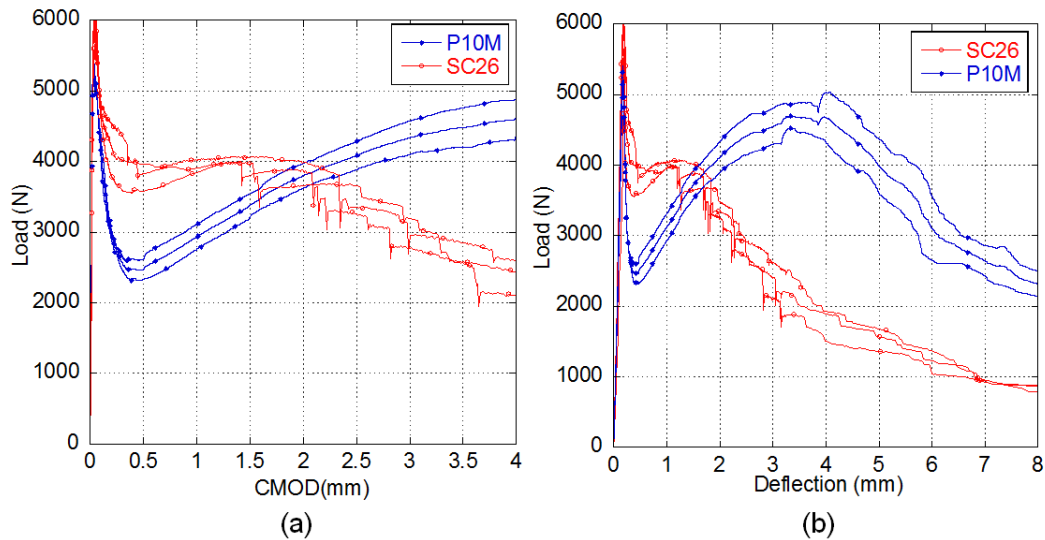 6000
5000
4000
3000
2000
1000
0
Load (N)
P10M
SC26
0 0.5 1 1.5 2 2.5 3 3.5 4
CMOD(mm)
(a)
6000
5000
4000
3000
2000
1000
0
Load (N)
SC26
P10M
0 1 2 3 4 5 6 7 8
Deflection (mm)
(b)